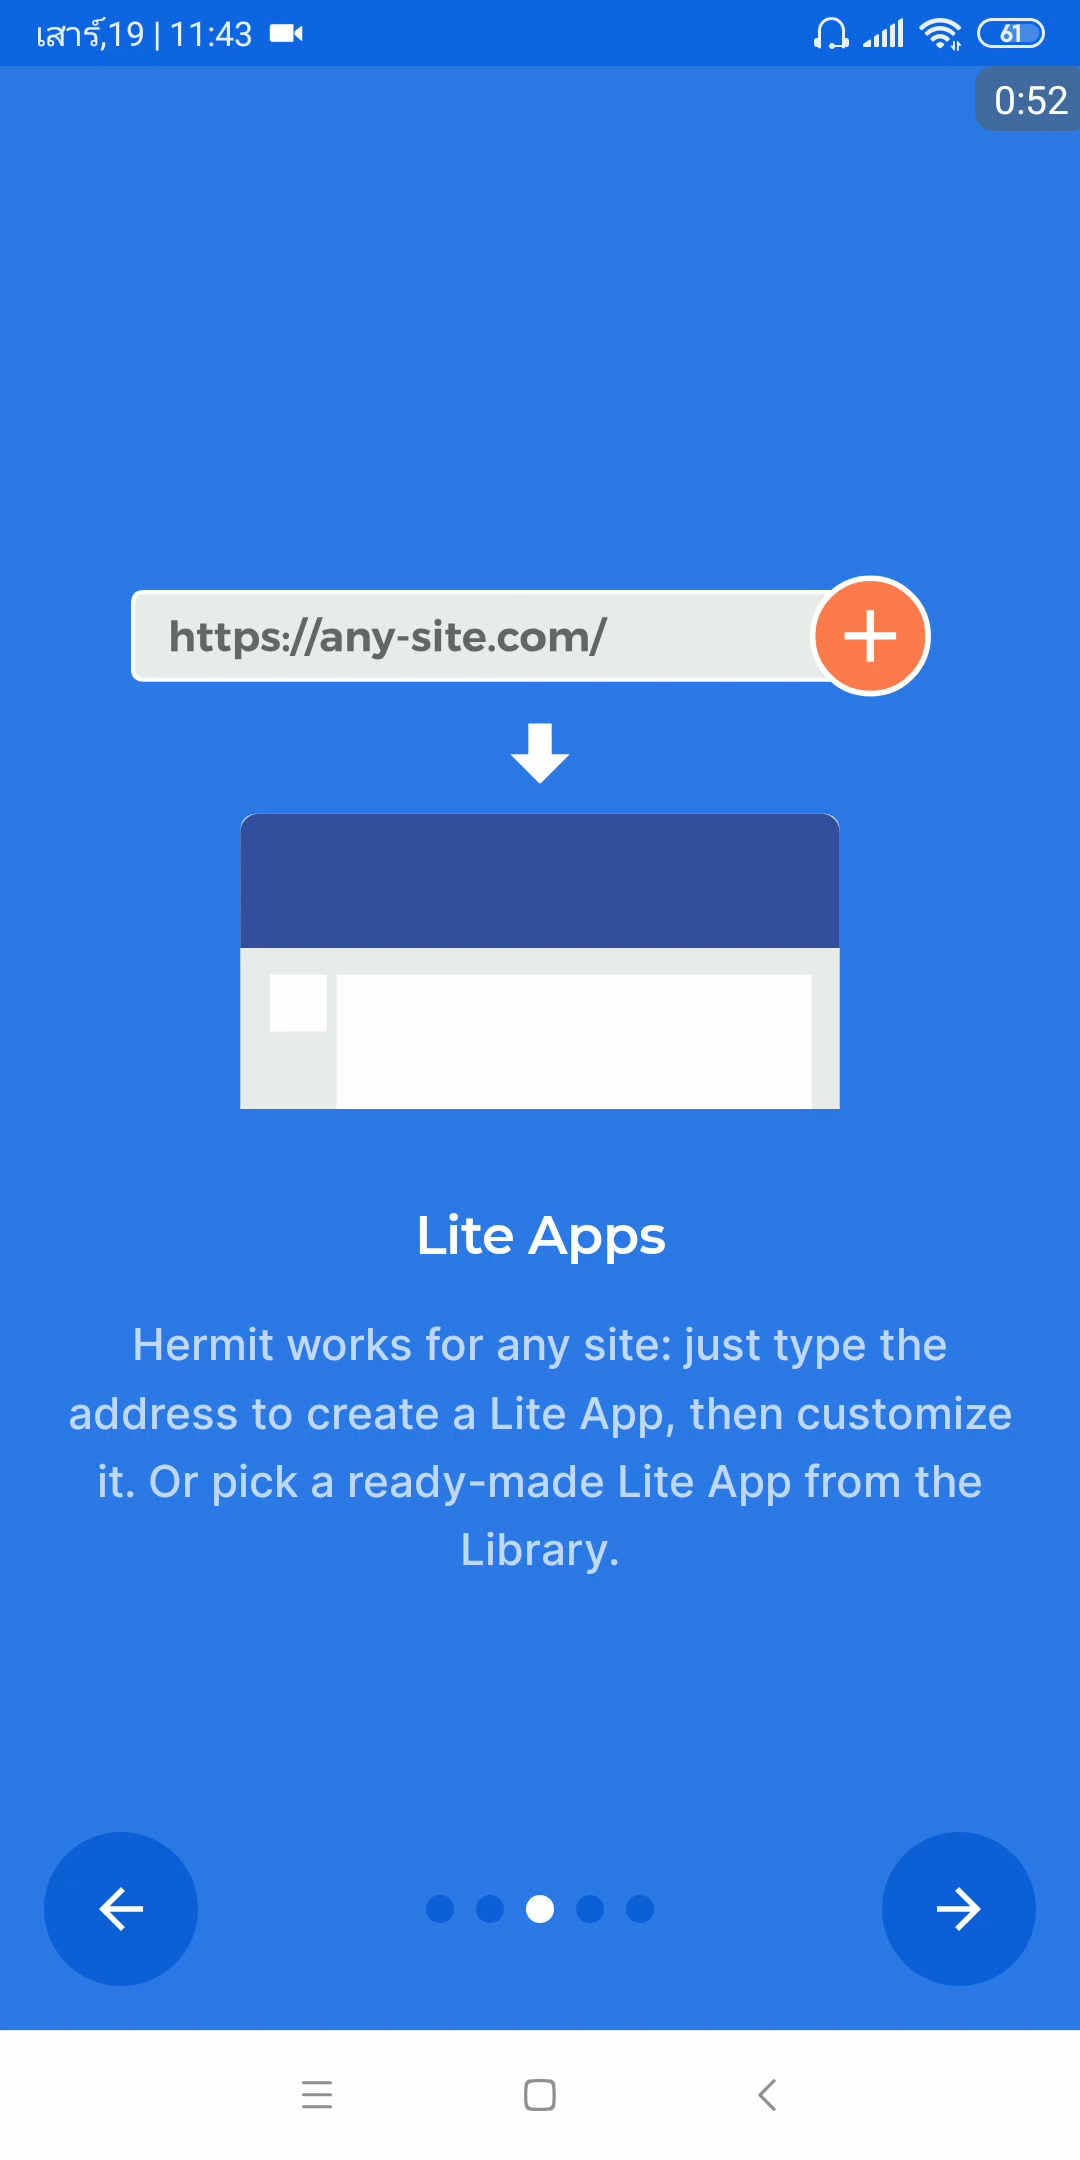 เสาร์,19 | 11:43
61
0:52
https://any-site.com/
Lite Apps
Hermit works for any site: just type the
address to create a Lite App, then customize
it. Or pick a ready-made Lite App from the
Library.